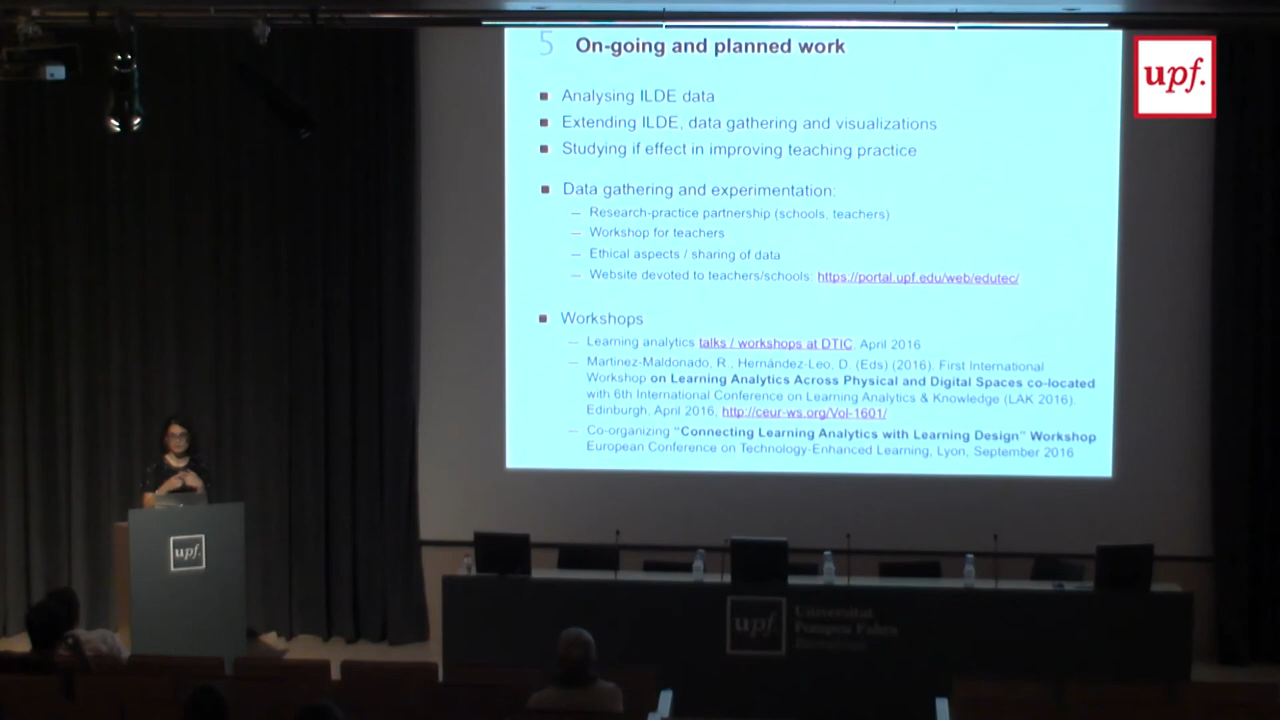 5 On-going and planned work
upf.
Analysing ILDE data
Extending ILDE, data gathering and visualizations
Studying if effect in improving teaching practice
Data gathering and experimentation:
— Research-practice partnership (schools, teachers)
— Workshop for teachers
— Ethical aspects / sharing of data
— Website devoted to teachers/schools: https://portal.upf.edu/web/edutec/
Workshops
— Learning analytics talks / workshops at DTIC, April 2016
— Martinez-Maldonado, R., Hernández-Leo, D. (Eds) (2016). First International
Workshop on Learning Analytics Across Physical and Digital Spaces co-located
with 6th International Conference on Learning Analytics & Knowledge (LAK 2016).
Edinburgh, April 2016, http://ceur-ws.org/Vol-1601/
— Co-organizing "Connecting Learning Analytics with Learning Design" Workshop
European Conference on Technology-Enhanced Learning, Lyon, September 2016
upf.
upf.
Universitat
Pompeu Fabra
Barcelona